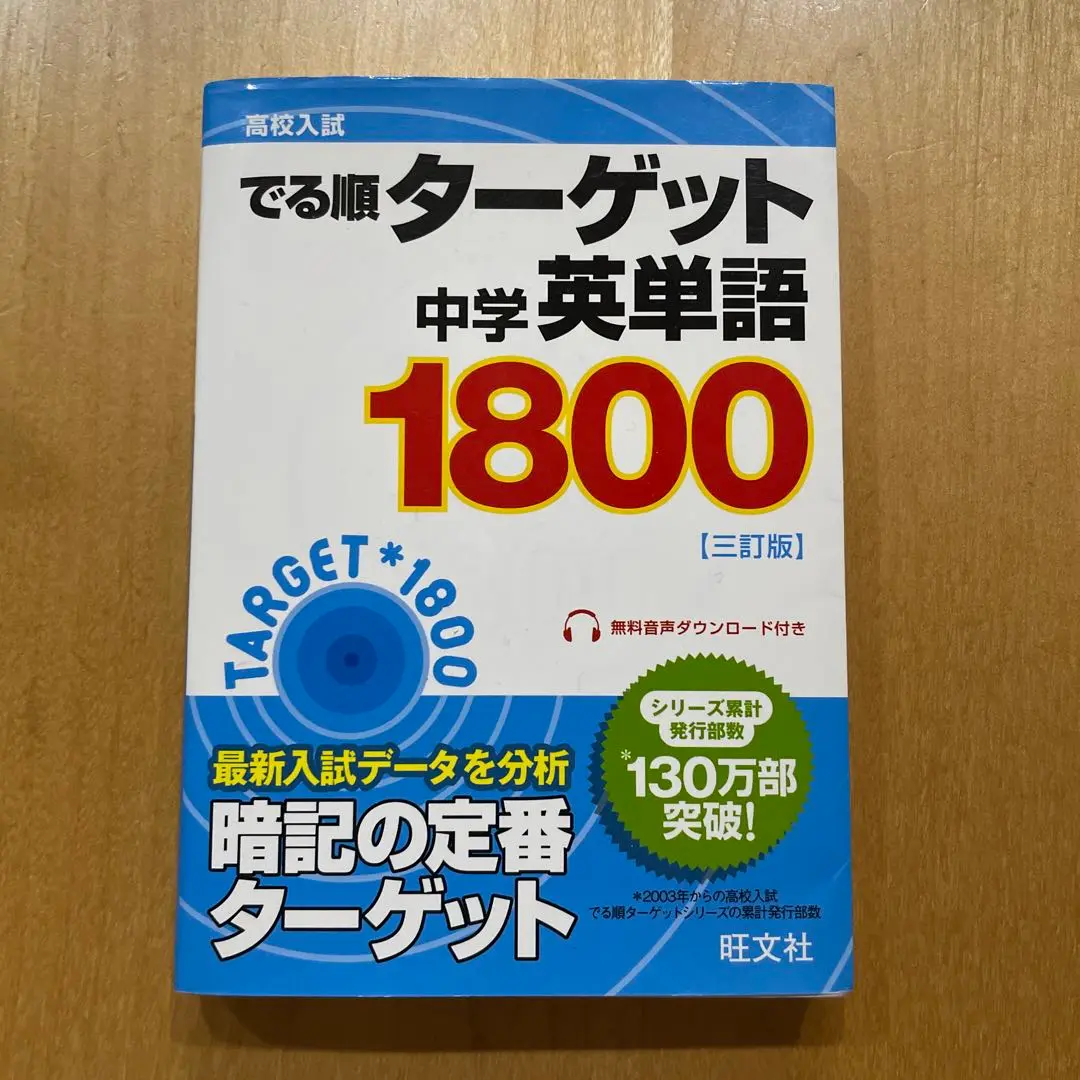 高校入試
でる順ターゲット
中学英単語
1800
【三訂版】
TARGET*1800
無料音声ダウンロード付き
シリーズ累計
発行部数
*130万部
突破!
最新入試データを分析
暗記の定番
ターゲット
*2003年からの高校入試
でる順ターゲットシリーズの累計発行部数
旺文社